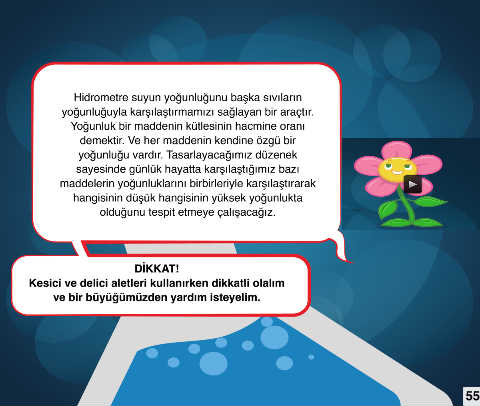 Hidrometre suyun yoğunluğunu başka sıvıların
yoğunluğuyla karşılaştırmamızı sağlayan bir araçtır.
Yoğunluk bir maddenin kütlesinin hacmine oranı
demektir. Ve her maddenin kendine özgü bir
yoğunluğu vardır. Tasarlayacağımız düzenek
sayesinde günlük hayatta karşılaştığımız bazı
maddelerin yoğunluklarını birbirleriyle karşılaştırarak
hangisinin düşük hangisinin yüksek yoğunlukta
olduğunu tespit etmeye çalışacağız.
DİKKAT!
Kesici ve delici aletleri kullanırken dikkatli olalım
ve bir büyüğümüzden yardım isteyelim.
55